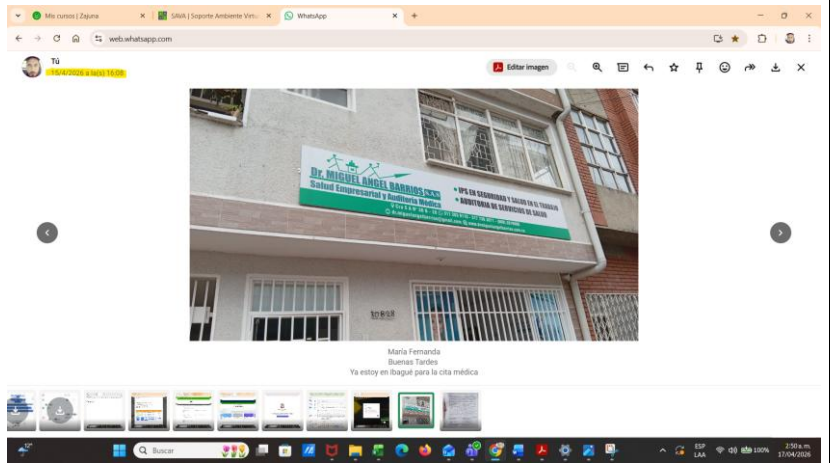 Mis cursos | Zajuna
SAVA | Soporte Ambiente Virtu
WhatsApp
web.whatsapp.com
Tú
15/4/2026 a la(s) 16:08
Editar imagen
Dr. MIGUEL ANGEL BARRIOS S.A.S
Salud Empresarial y Auditoria Médica
• IPS EN SEGURIDAD Y SALUD EN EL TRABAJO
• AUDITORIA DE SERVICIOS DE SALUD
María Fernanda
Buenas Tardes
Ya estoy en Ibagué para la cita médica
12°
Buscar
ESP
LAA
100%
2:50 p. m.
17/04/2026